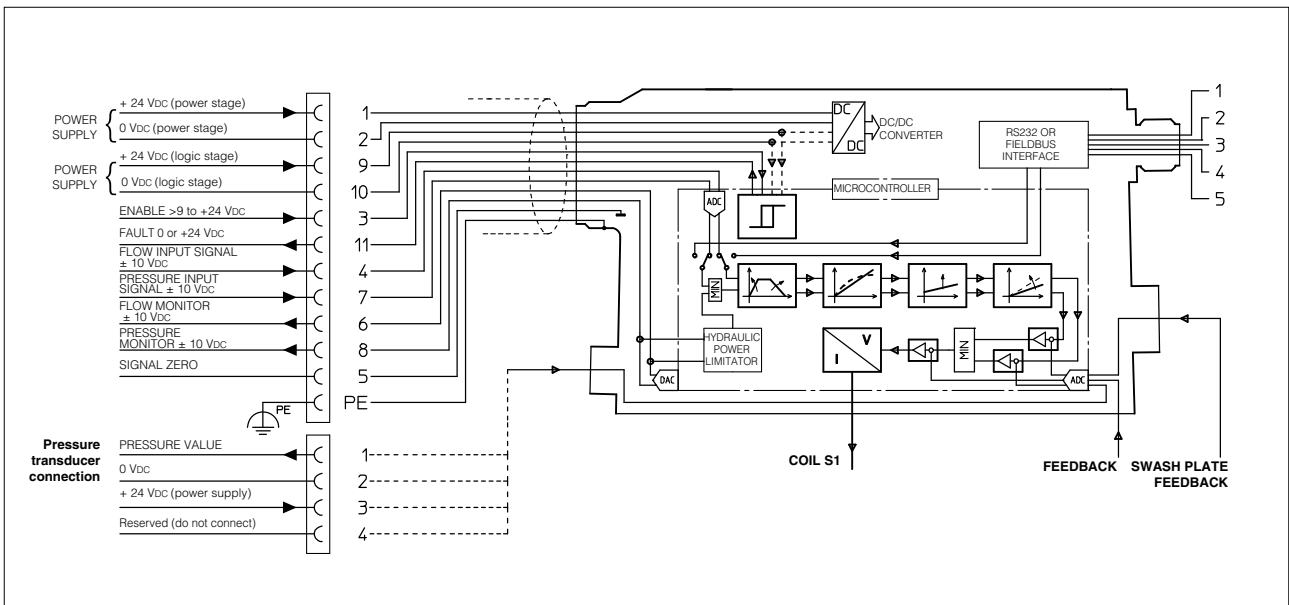 + 24 VDC (power stage)
POWER
SUPPLY
0 VDC (power stage)
+ 24 VDC (logic stage)
POWER
SUPPLY
0 VDC (logic stage)
ENABLE >9 to +24 VDC
FAULT 0 or +24 VDC
FLOW INPUT SIGNAL
± 10 VDC
PRESSURE INPUT
SIGNAL ± 10 VDC
FLOW MONITOR
± 10 VDC
PRESSURE
MONITOR ± 10 VDC
SIGNAL ZERO
PE
1
2
9
10
3
11
4
7
6
8
5
PE
Pressure
transducer
connection
PRESSURE VALUE
0 VDC
+ 24 VDC (power supply)
Reserved (do not connect)
1
2
3
4
DC
DC
DC/DC
CONVERTER
RS232 OR
FIELDBUS
INTERFACE
1
2
3
4
5
MICROCONTROLLER
ADC
MIN
HYDRAULIC
POWER
LIMITATOR
V
I
MIN
DAC
ADC
COIL S1
FEEDBACK
SWASH PLATE
FEEDBACK